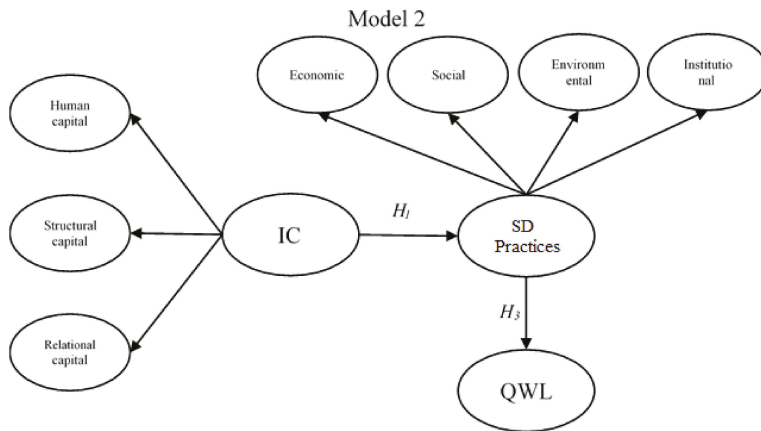 Model 2
Economic
Social
Environm
ental
Institutio
nal
Human
capital
Structural
capital
Relational
capital
IC
H1
SD
Practices
H3
QWL